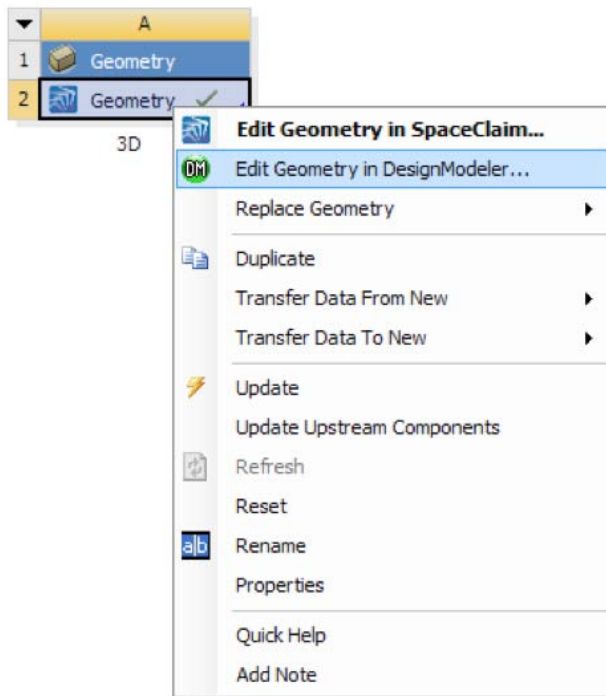 A
1 Geometry
2 Geometry
3D
Edit Geometry in SpaceClaim...
DM Edit Geometry in DesignModeler...
Replace Geometry
Duplicate
Transfer Data From New
Transfer Data To New
Update
Update Upstream Components
Refresh
Reset
a|b Rename
Properties
Quick Help
Add Note